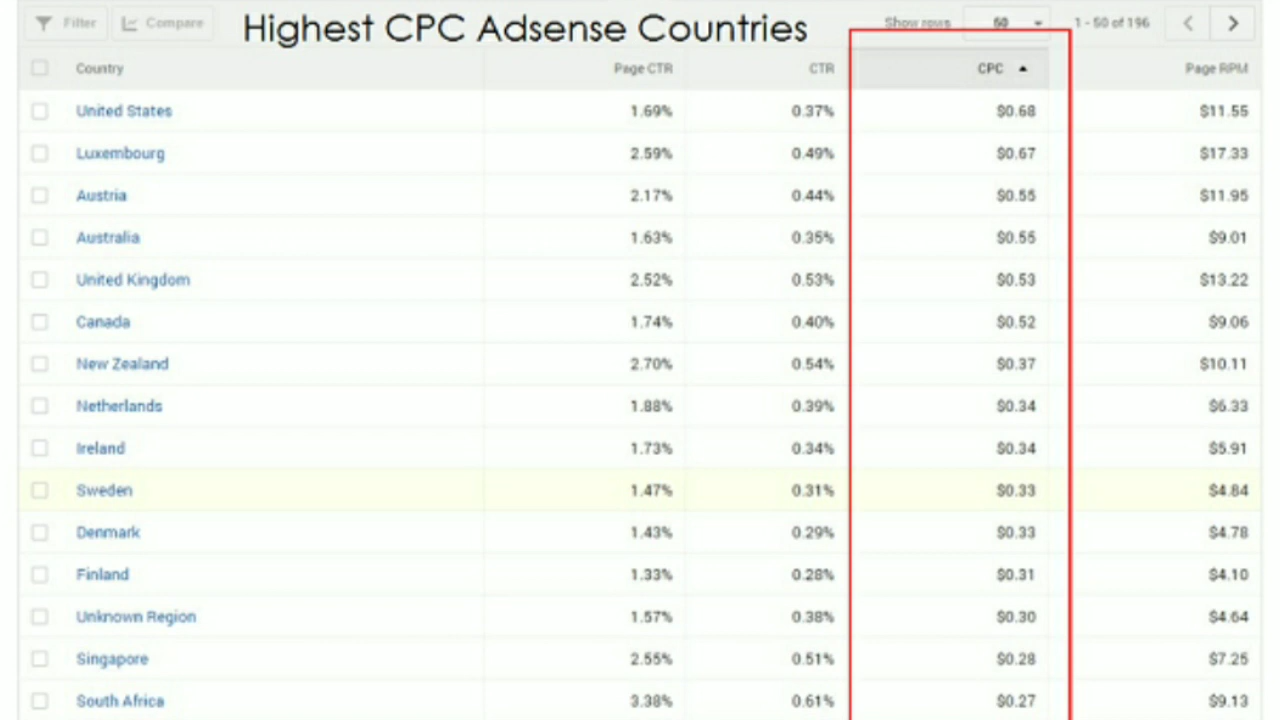 Filter Compare Highest CPC Adsense Countries Show rows 50 1 - 50 of 196
Country Page CTR CTR CPC Page RPM
United States 1.69% 0.37% $0.68 $11.55
Luxembourg 2.59% 0.49% $0.67 $17.33
Austria 2.17% 0.44% $0.55 $11.95
Australia 1.63% 0.35% $0.55 $9.01
United Kingdom 2.52% 0.53% $0.53 $13.22
Canada 1.74% 0.40% $0.52 $9.06
New Zealand 2.70% 0.54% $0.37 $10.11
Netherlands 1.88% 0.39% $0.34 $6.33
Ireland 1.73% 0.34% $0.34 $5.91
Sweden 1.47% 0.31% $0.33 $4.84
Denmark 1.43% 0.29% $0.33 $4.78
Finland 1.33% 0.28% $0.31 $4.10
Unknown Region 1.57% 0.38% $0.30 $4.64
Singapore 2.55% 0.51% $0.28 $7.25
South Africa 3.38% 0.61% $0.27 $9.13